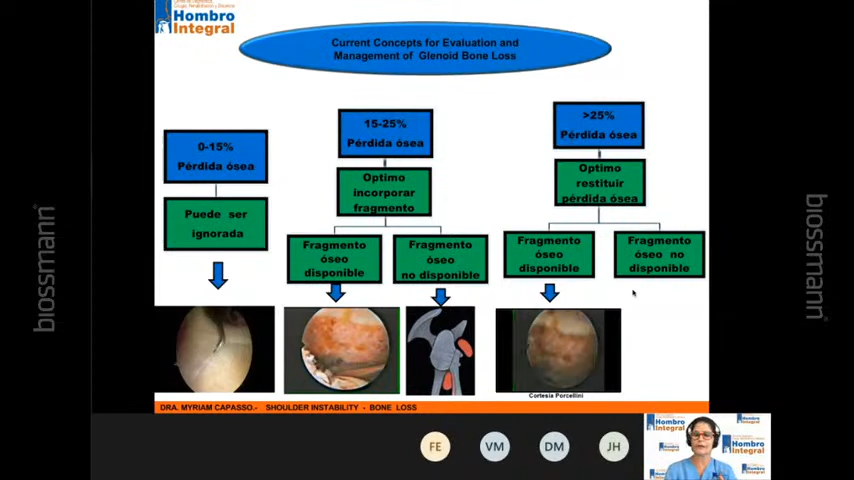 Hombro
Integral
Current Concepts for Evaluation and
Management of Glenoid Bone Loss
0-15%
Pérdida ósea
Puede ser
ignorada
15-25%
Pérdida ósea
Optimo
incorporar
fragmento
Fragmento
óseo
disponible
Fragmento
óseo
no disponible
>25%
Pérdida ósea
Optimo
restituir
pérdida ósea
Fragmento
óseo
disponible
Fragmento
óseo no
disponible
Cortesia Porcellini
DRA. MYRIAM CAPASSO.- SHOULDER INSTABILITY - BONE LOSS
biossmann
biossmann
FE
VM
DM
JH
Hombro
Integral